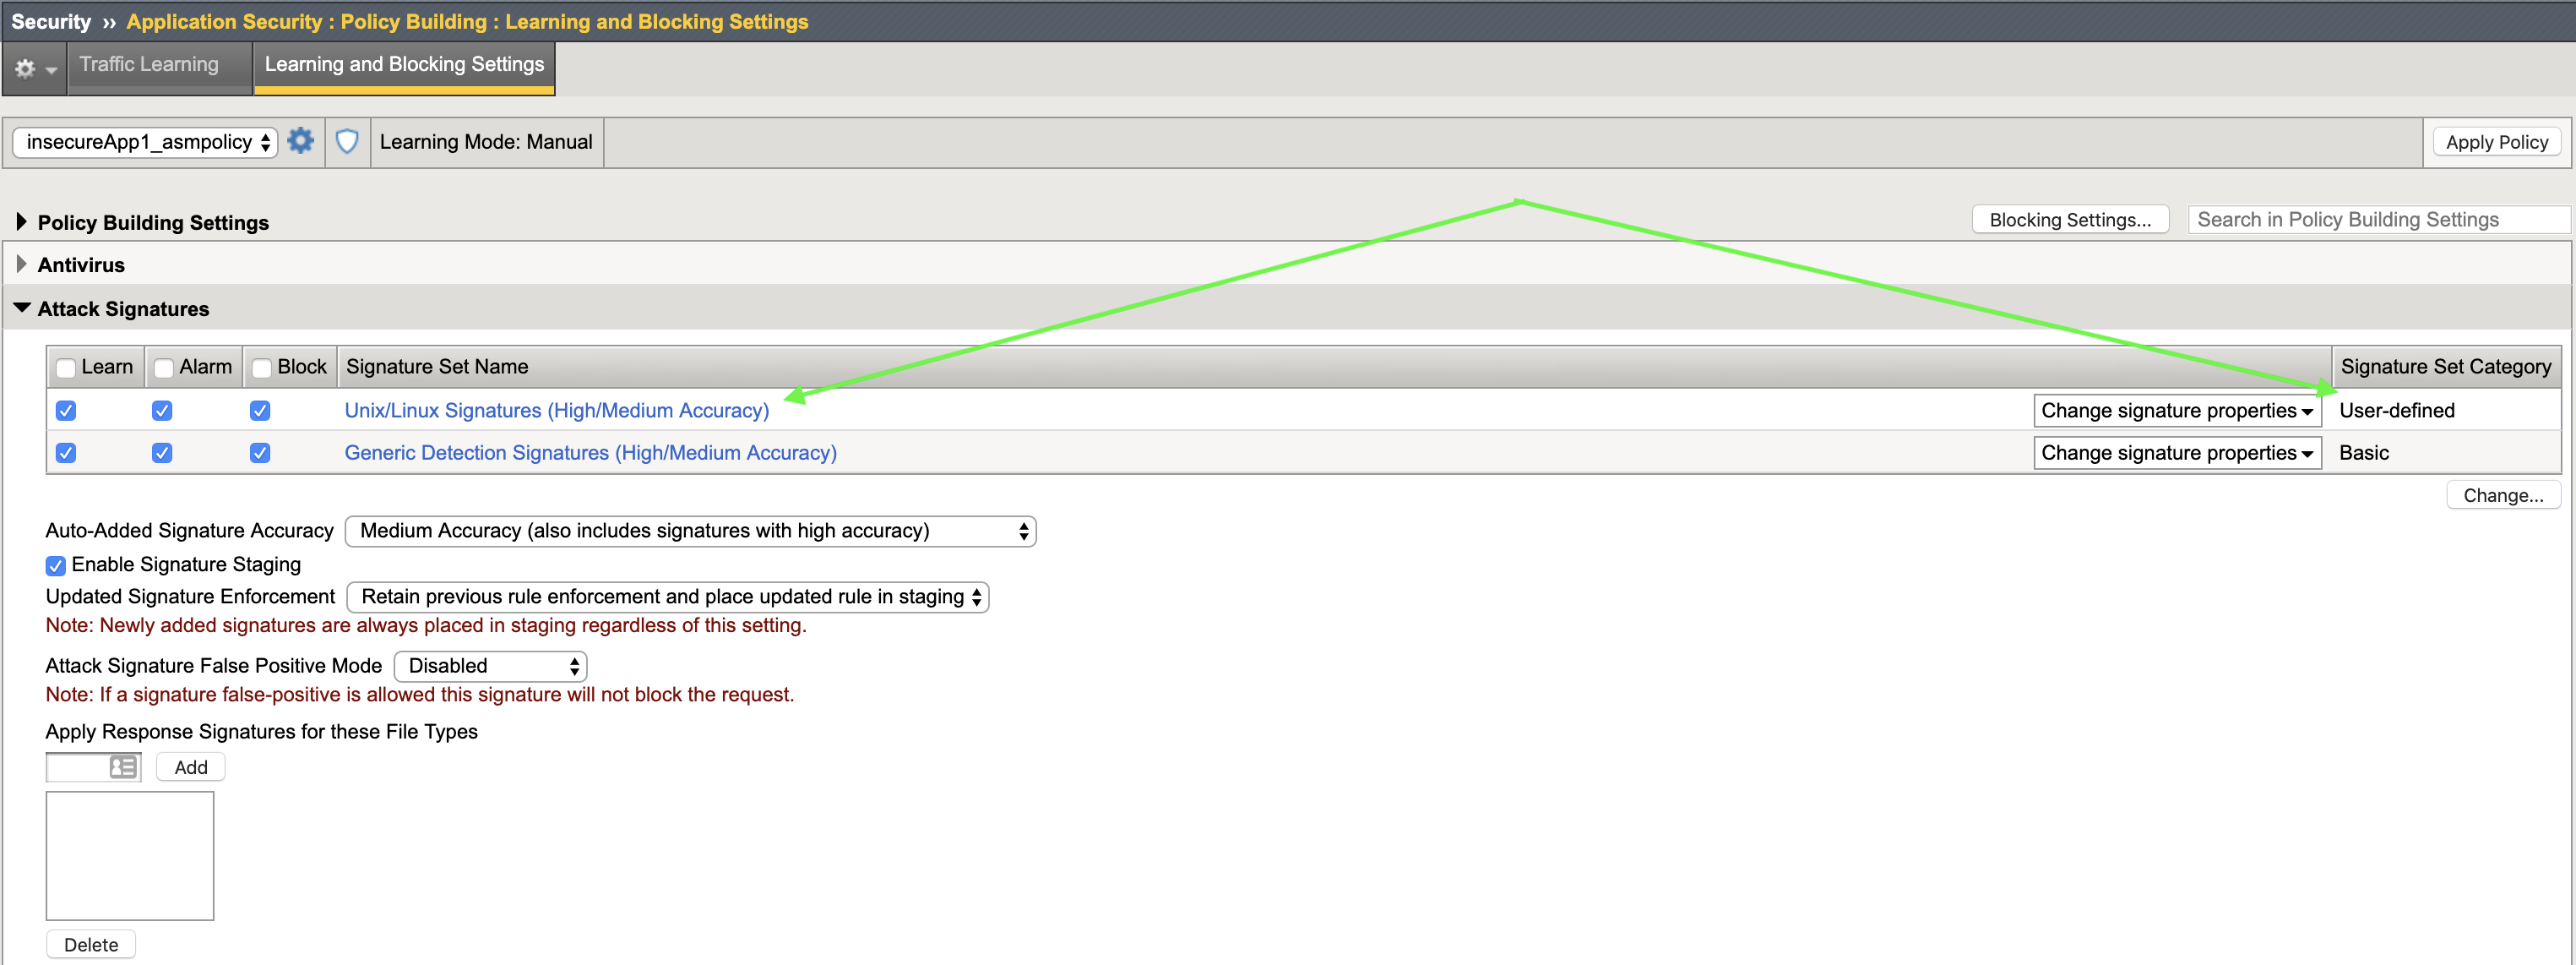 Security ›› Application Security : Policy Building : Learning and Blocking Settings
Traffic Learning Learning and Blocking Settings
insecureApp1_asmpolicy Learning Mode: Manual Apply Policy
Policy Building Settings Blocking Settings... Search in Policy Building Settings
Antivirus
Attack Signatures
Learn Alarm Block Signature Set Name Signature Set Category
Unix/Linux Signatures (High/Medium Accuracy) Change signature properties User-defined
Generic Detection Signatures (High/Medium Accuracy) Change signature properties Basic
Change...
Auto-Added Signature Accuracy Medium Accuracy (also includes signatures with high accuracy)
Enable Signature Staging
Updated Signature Enforcement Retain previous rule enforcement and place updated rule in staging
Note: Newly added signatures are always placed in staging regardless of this setting.
Attack Signature False Positive Mode Disabled
Note: If a signature false-positive is allowed this signature will not block the request.
Apply Response Signatures for these File Types
Add
Delete